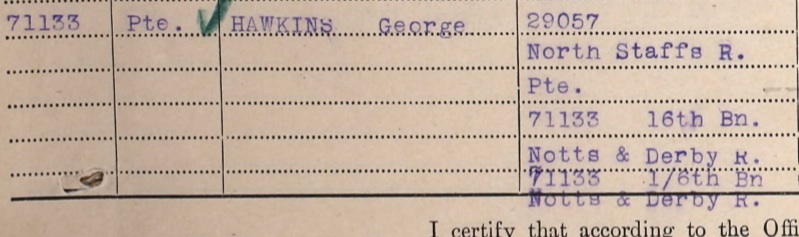 71133 Pte. HAWKINS George 29057
North Staffs R.
Pte.
71133 16th Bn.
Notts & Derby R.
71133 1/6th Bn
Notts & Derby R.
I certify that according to the Offi